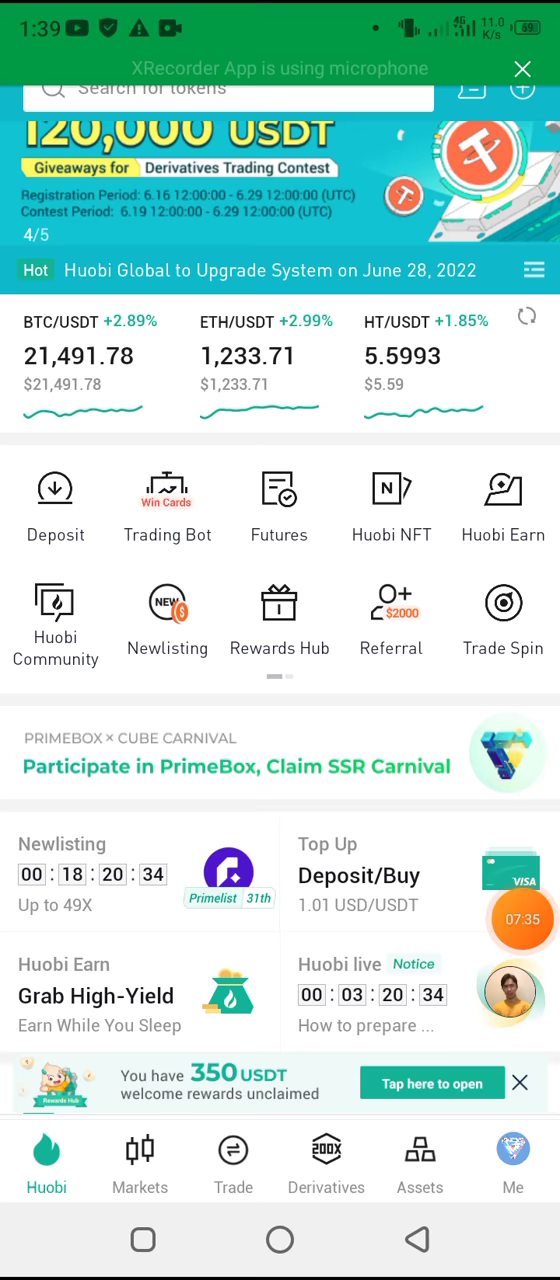 1:39
4G
11.0
K/s
69
XRecorder App is using microphone
Search for tokens
120,000 USDT
Giveaways for Derivatives Trading Contest
Registration Period: 6.16 12:00:00 - 6.29 12:00:00 (UTC)
Contest Period: 6.19 12:00:00 - 6.29 12:00:00 (UTC)
4/5
Hot Huobi Global to Upgrade System on June 28, 2022
BTC/USDT +2.89% ETH/USDT +2.99% HT/USDT +1.85%
21,491.78 1,233.71 5.5993
$21,491.78 $1,233.71 $5.59
Win Cards
N
Deposit Trading Bot Futures Huobi NFT Huobi Earn
NEW $ $2000
Huobi Community Newlisting Rewards Hub Referral Trade Spin
PRIMEBOX × CUBE CARNIVAL
Participate in PrimeBox, Claim SSR Carnival
Newlisting
00 : 18 : 20 : 34
Up to 49X
Primelist 31th
Top Up
Deposit/Buy
1.01 USD/USDT
VISA
07:35
Huobi Earn
Grab High-Yield
Earn While You Sleep
Huobi live Notice
00 : 03 : 20 : 34
How to prepare ...
Rewards Hub
You have 350 USDT
welcome rewards unclaimed
Tap here to open
200X
Huobi Markets Trade Derivatives Assets Me